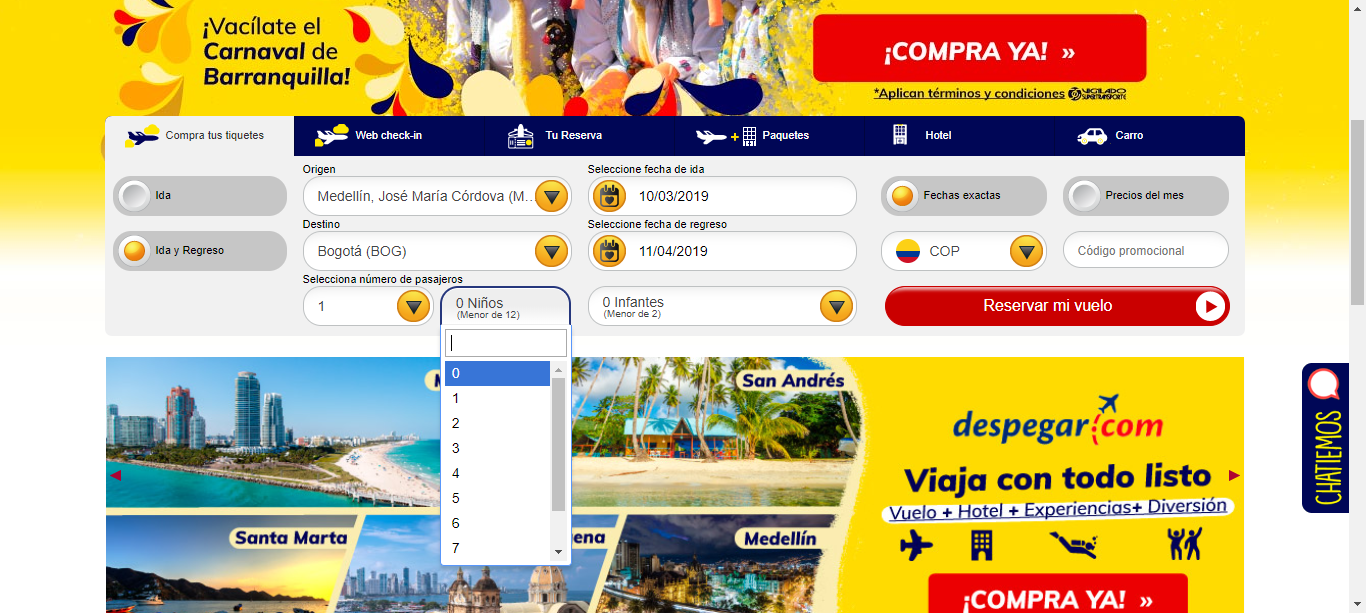 ¡Vacílate el
Carnaval de
Barranquilla!
¡COMPRA YA! »
*Aplican términos y condiciones
VIGILADO
SUPERTRANSPORTE
Compra tus tiquetes
Web check-in
Tu Reserva
Paquetes
Hotel
Carro
Origen
Seleccione fecha de ida
Ida
Medellín, José María Córdova (M...
10/03/2019
Fechas exactas
Precios del mes
Destino
Seleccione fecha de regreso
Ida y Regreso
Bogotá (BOG)
11/04/2019
COP
Código promocional
Selecciona número de pasajeros
1
0 Niños
(Menor de 12)
0 Infantes
(Menor de 2)
Reservar mi vuelo
0
1
2
3
4
5
6
7
San Andrés
despegar.com
Viaja con todo listo
Vuelo + Hotel + Experiencias+ Diversión
CHATIEMOS
Santa Marta
ena
Medellín
¡COMPRA YA! »